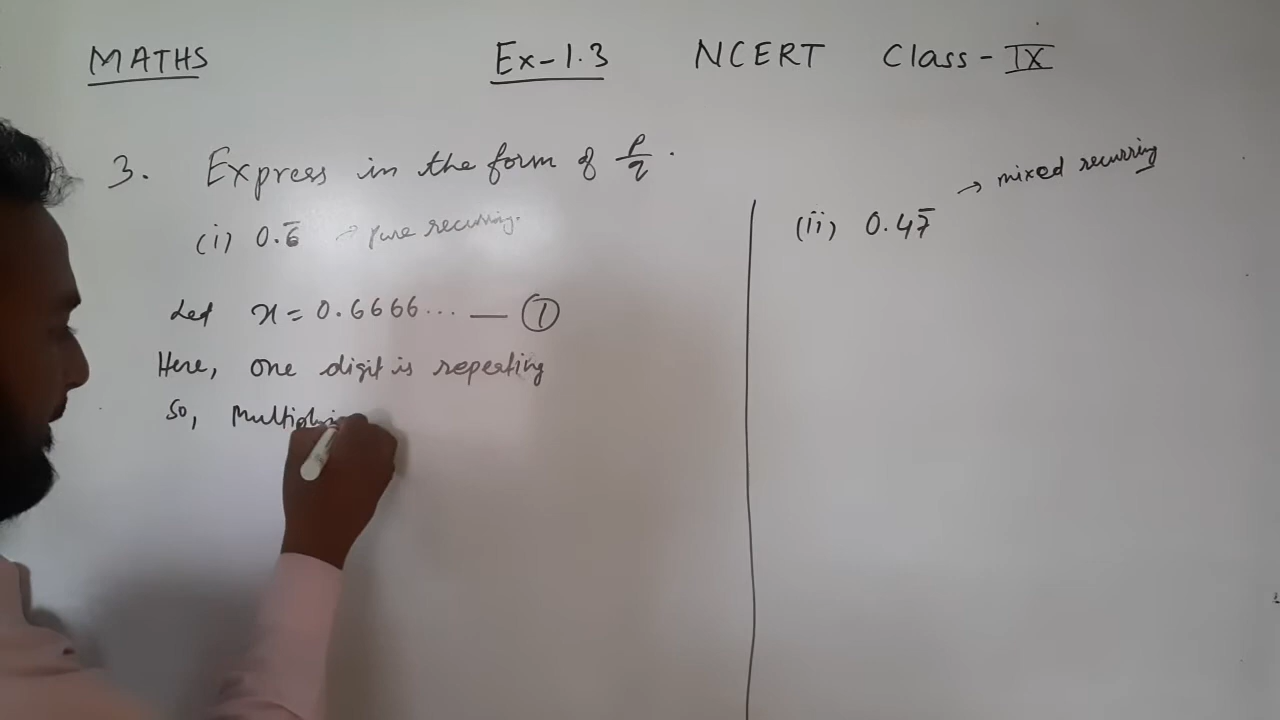 MATHS Ex-1.3 NCERT Class-IX
3. Express in the form of p/q.
(i) 0.6̅ → pure recurring.
Let x = 0.6666... — ①
Here, one digit is repeating
So, Multiplyi
→ mixed recurring
(ii) 0.47̅